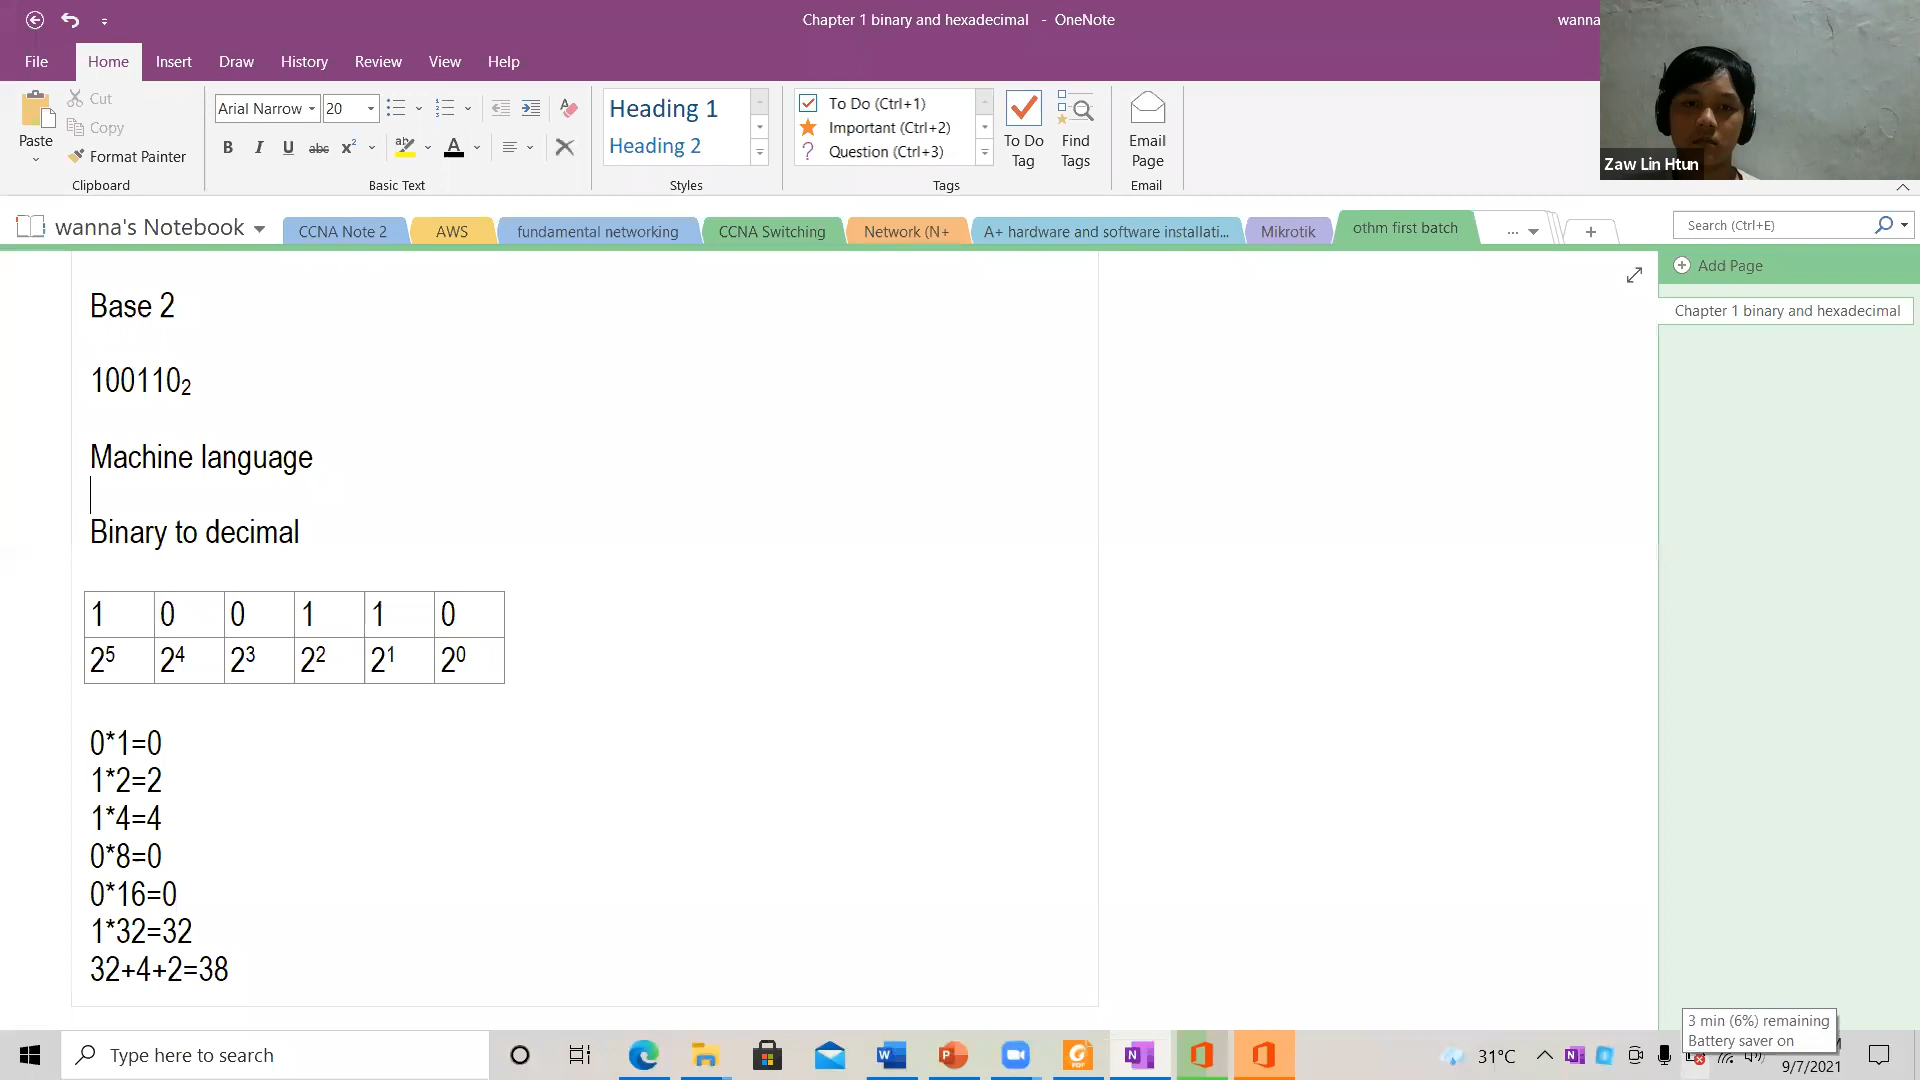 Chapter 1 binary and hexadecimal - OneNote
wanna
File Home Insert Draw History Review View Help
Paste
Cut
Copy
Format Painter
Clipboard
Arial Narrow 20
B I U abc x²
A
Basic Text
Heading 1
Heading 2
Styles
To Do (Ctrl+1)
Important (Ctrl+2)
Question (Ctrl+3)
To Do Tag
Find Tags
Tags
Email Page
Email
Zaw Lin Htun
wanna's Notebook
CCNA Note 2
AWS
fundamental networking
CCNA Switching
Network (N+
A+ hardware and software installati...
Mikrotik
othm first batch
...
Search (Ctrl+E)
Add Page
Chapter 1 binary and hexadecimal
Base 2
100110₂
Machine language
Binary to decimal
1 0 0 1 1 0
2⁵ 2⁴ 2³ 2² 2¹ 2⁰
0*1=0
1*2=2
1*4=4
0*8=0
0*16=0
1*32=32
32+4+2=38
3 min (6%) remaining
Battery saver on
Type here to search
31°C
9/7/2021